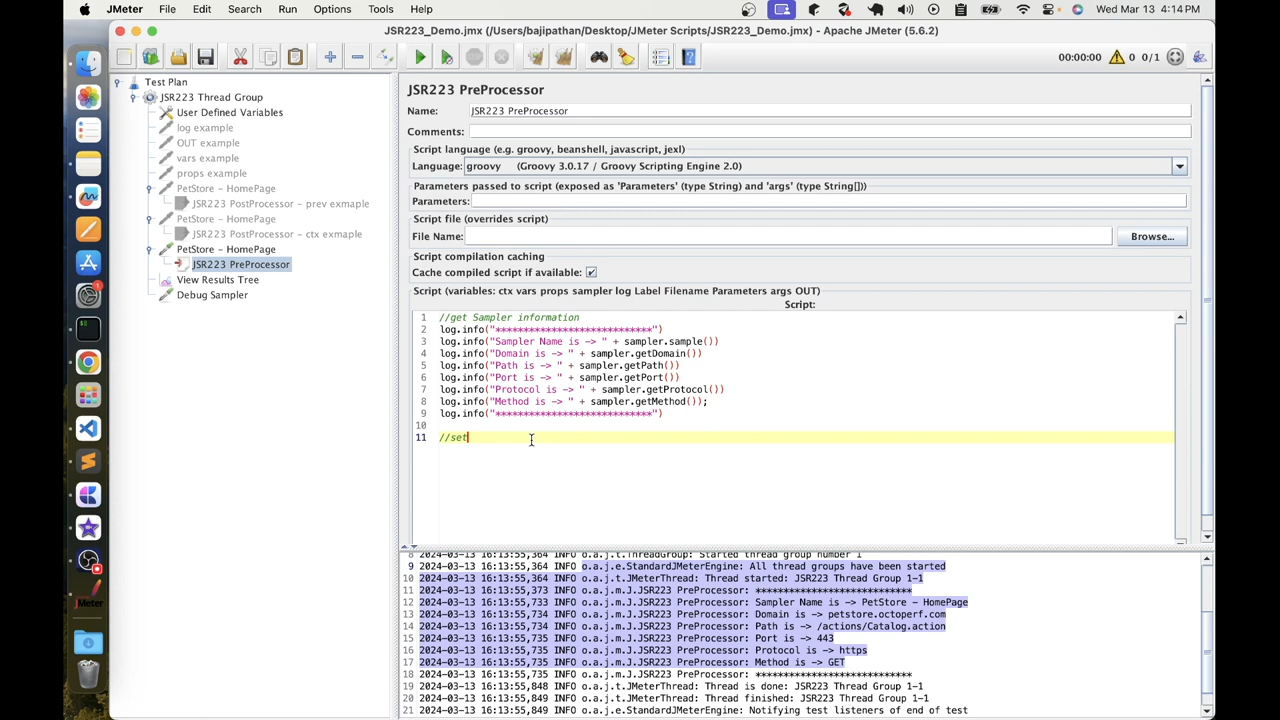 JMeter File Edit Search Run Options Tools Help Wed Mar 13 4:14 PM
JSR223_Demo.jmx (/Users/bajipathan/Desktop/JMeter Scripts/JSR223_Demo.jmx) - Apache JMeter (5.6.2)
00:00:00 0 0/1
Test Plan
JSR223 Thread Group
User Defined Variables
log example
OUT example
vars example
props example
PetStore - HomePage
JSR223 PostProcessor - prev exmaple
PetStore - HomePage
JSR223 PostProcessor - ctx exmaple
PetStore - HomePage
JSR223 PreProcessor
View Results Tree
Debug Sampler
JSR223 PreProcessor
Name: JSR223 PreProcessor
Comments:
Script language (e.g. groovy, beanshell, javascript, jexl)
Language: groovy (Groovy 3.0.17 / Groovy Scripting Engine 2.0)
Parameters passed to script (exposed as 'Parameters' (type String) and 'args' (type String[]))
Parameters:
Script file (overrides script)
File Name: Browse...
Script compilation caching
Cache compiled script if available:
Script (variables: ctx vars props sampler log Label Filename Parameters args OUT)
Script:
1 //get Sampler information
2 log.info("****************************")
3 log.info("Sampler Name is -> " + sampler.sample())
4 log.info("Domain is -> " + sampler.getDomain())
5 log.info("Path is -> " + sampler.getPath())
6 log.info("Port is -> " + sampler.getPort())
7 log.info("Protocol is -> " + sampler.getProtocol())
8 log.info("Method is -> " + sampler.getMethod());
9 log.info("****************************")
10
11 //set
8 2024-03-13 16:13:55,364 INFO o.a.j.t.ThreadGroup: Started thread group number 1
9 2024-03-13 16:13:55,364 INFO o.a.j.e.StandardJMeterEngine: All thread groups have been started
10 2024-03-13 16:13:55,364 INFO o.a.j.t.JMeterThread: Thread started: JSR223 Thread Group 1-1
11 2024-03-13 16:13:55,373 INFO o.a.j.m.J.JSR223 PreProcessor: ****************************
12 2024-03-13 16:13:55,733 INFO o.a.j.m.J.JSR223 PreProcessor: Sampler Name is -> PetStore - HomePage
13 2024-03-13 16:13:55,734 INFO o.a.j.m.J.JSR223 PreProcessor: Domain is -> petstore.octoperf.com
14 2024-03-13 16:13:55,734 INFO o.a.j.m.J.JSR223 PreProcessor: Path is -> /actions/Catalog.action
15 2024-03-13 16:13:55,735 INFO o.a.j.m.J.JSR223 PreProcessor: Port is -> 443
16 2024-03-13 16:13:55,735 INFO o.a.j.m.J.JSR223 PreProcessor: Protocol is -> https
17 2024-03-13 16:13:55,735 INFO o.a.j.m.J.JSR223 PreProcessor: Method is -> GET
18 2024-03-13 16:13:55,735 INFO o.a.j.m.J.JSR223 PreProcessor: ****************************
19 2024-03-13 16:13:55,848 INFO o.a.j.t.JMeterThread: Thread is done: JSR223 Thread Group 1-1
20 2024-03-13 16:13:55,849 INFO o.a.j.t.JMeterThread: Thread finished: JSR223 Thread Group 1-1
21 2024-03-13 16:13:55,849 INFO o.a.j.e.StandardJMeterEngine: Notifying test listeners of end of test
1
JMeter